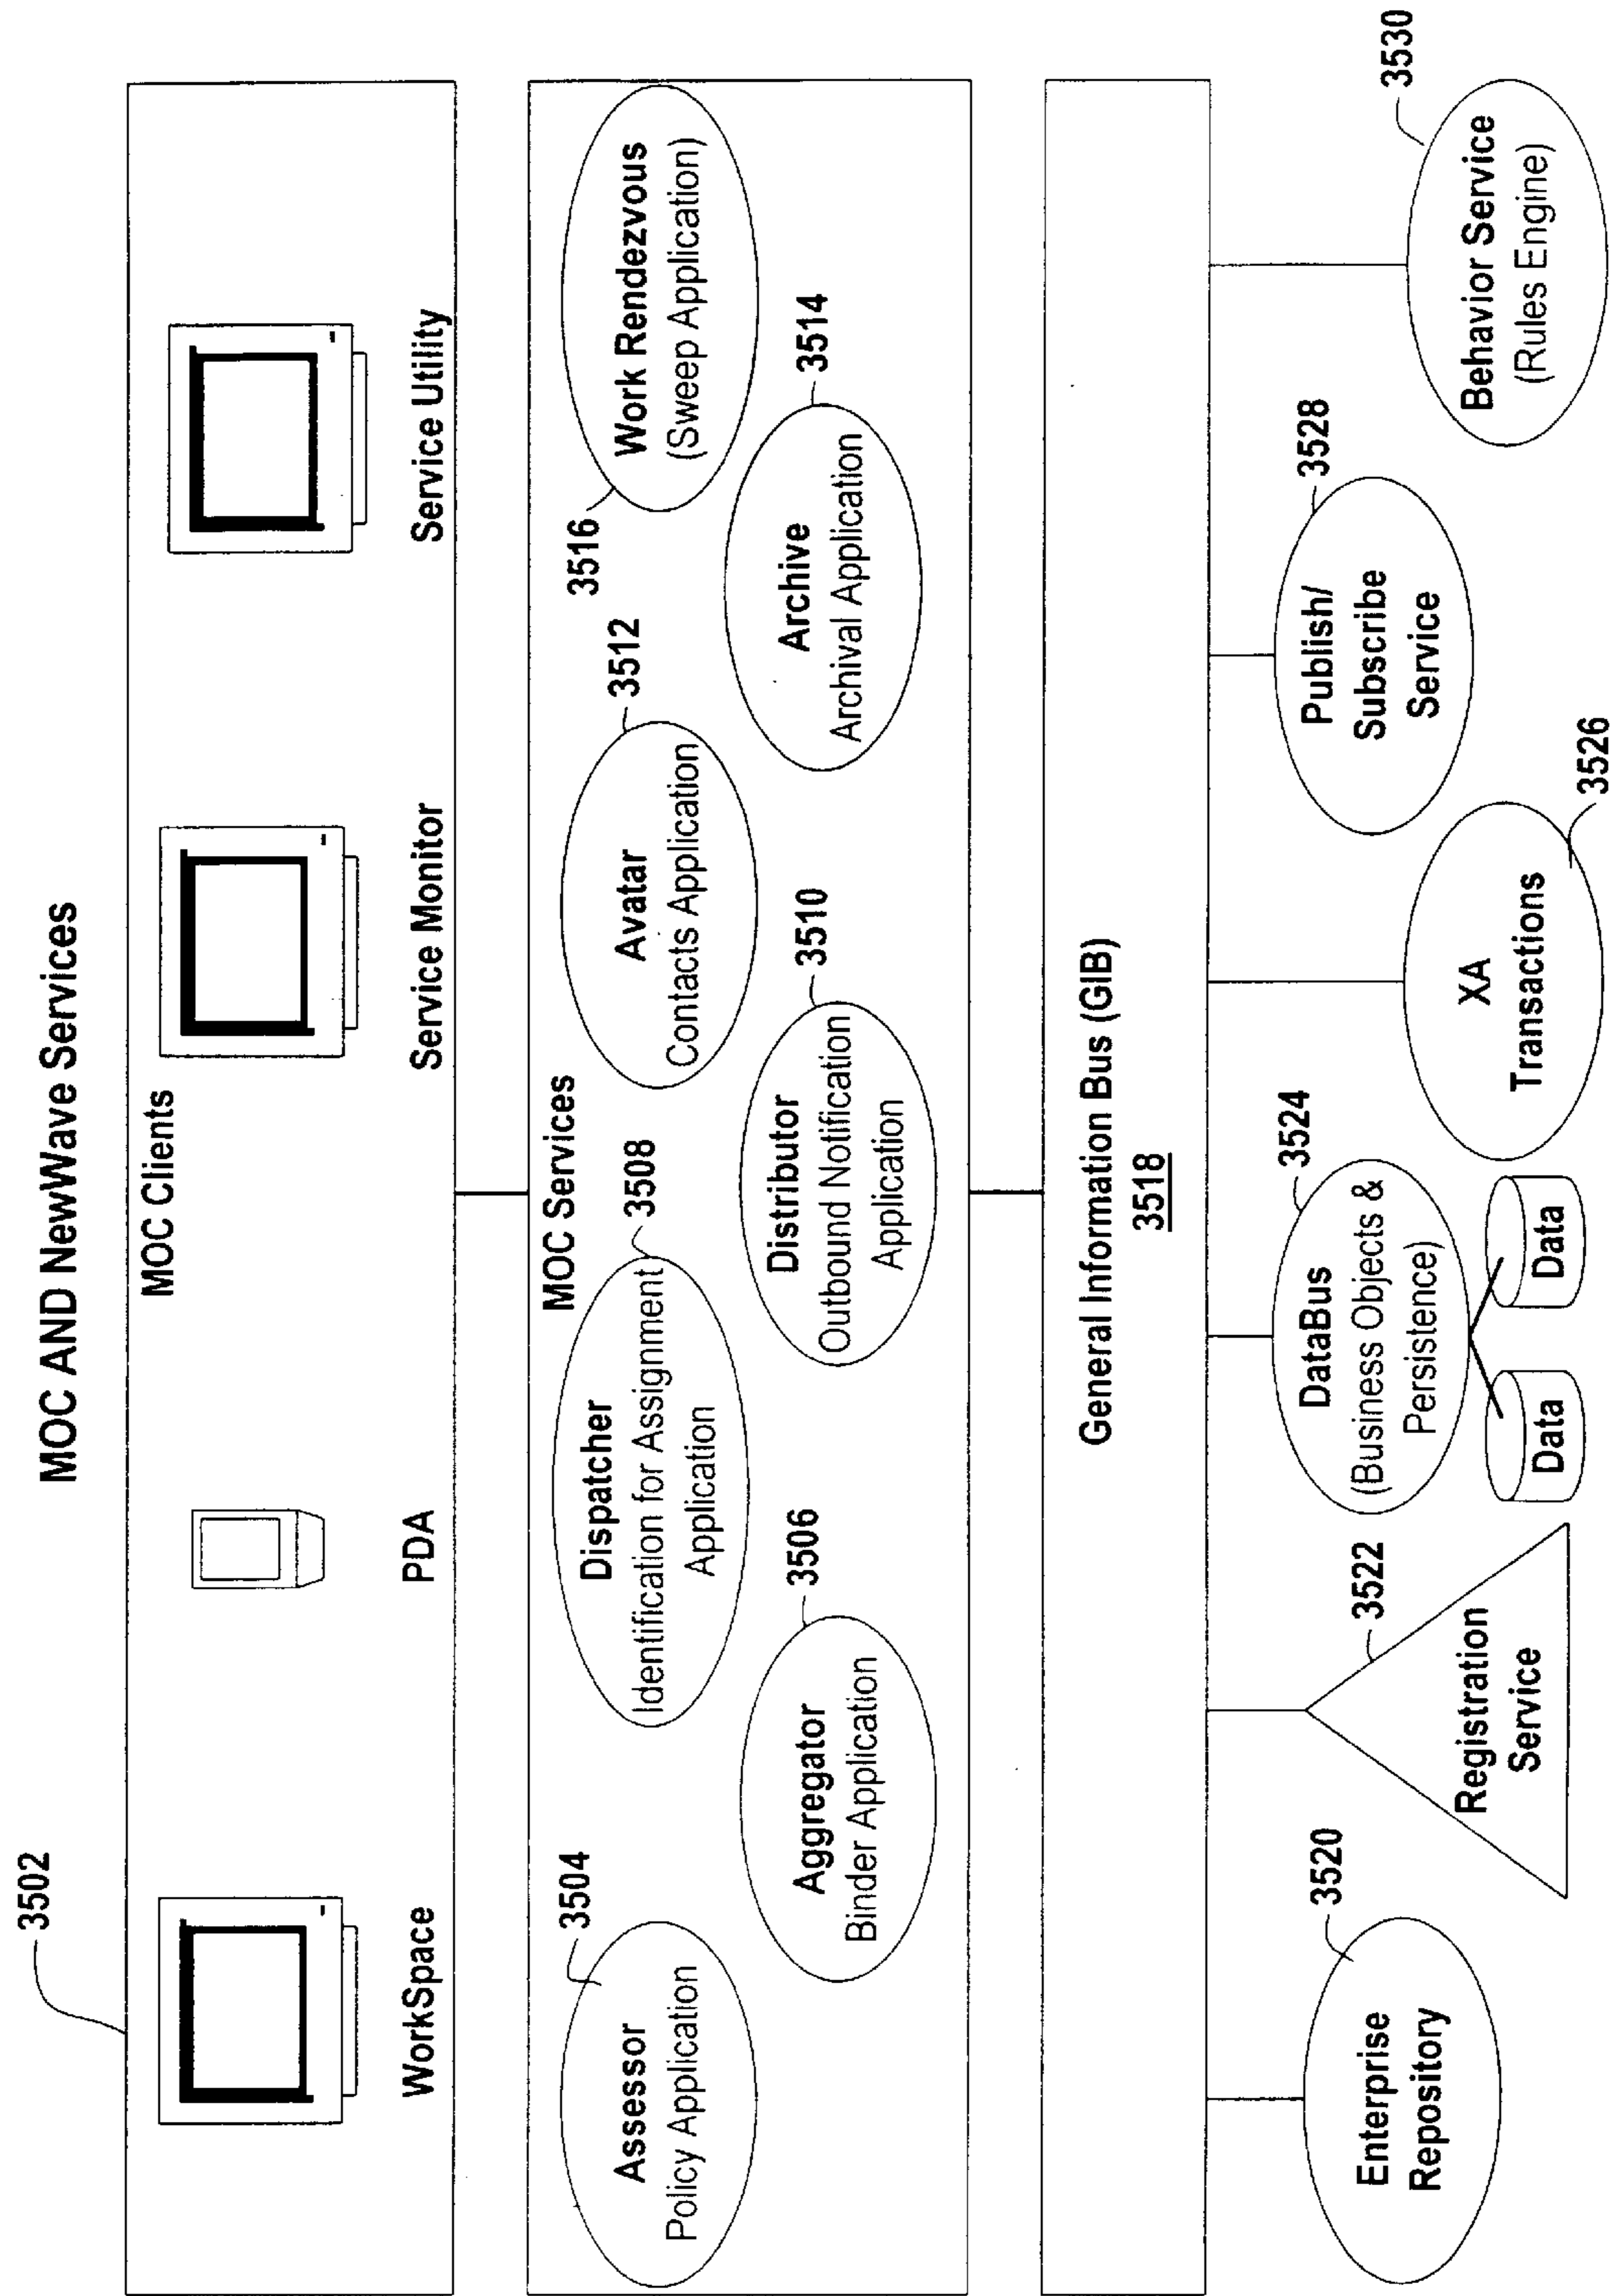 MOC AND NewWave Services
3502
MOC Clients
WorkSpace
PDA
Service Monitor
Service Utility
MOC Services
3504
Assessor
Policy Application
3506
Aggregator
Binder Application
3508
Dispatcher
Identification for Assignment
Application
3510
Distributor
Outbound Notification
Application
3512
Avatar
Contacts Application
3514
Archive
Archival Application
3516
Work Rendezvous
(Sweep Application)
General Information Bus (GIB)
3518
3520
Enterprise
Repository
3522
Registration
Service
3524
DataBus
(Business Objects &
Persistence)
Data
Data
XA
Transactions
3526
3528
Publish/
Subscribe
Service
3530
Behavior Service
(Rules Engine)